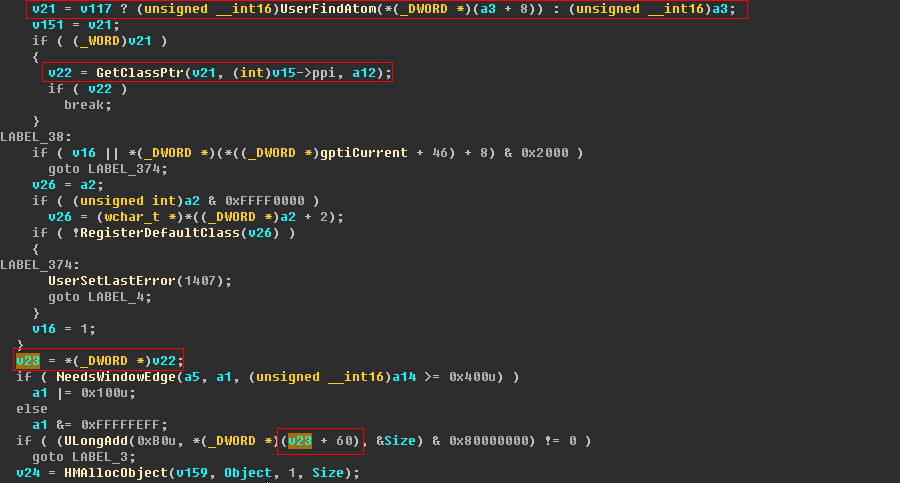 v21 = v117 ? (unsigned __int16)UserFindAtom(*(_DWORD *)(a3 + 8)) : (unsigned __int16)a3;
v151 = v21;
if ( (_WORD)v21 )
{
v22 = GetClassPtr(v21, (int)v15->ppi, a12);
if ( v22 )
break;
}
LABEL_38:
if ( v16 || *(_DWORD *)(*((_DWORD *)gptiCurrent + 46) + 8) & 0x2000 )
goto LABEL_374;
v26 = a2;
if ( (unsigned int)a2 & 0xFFFF0000 )
v26 = (wchar_t *)*((_DWORD *)a2 + 2);
if ( !RegisterDefaultClass(v26) )
{
LABEL_374:
UserSetLastError(1407);
goto LABEL_4;
}
v16 = 1;
}
v23 = *(_DWORD *)v22;
if ( NeedsWindowEdge(a5, a1, (unsigned __int16)a14 >= 0x400u) )
a1 |= 0x100u;
else
a1 &= 0xFFFFFEFF;
if ( (ULongAdd(0xB0u, *(_DWORD *)(v23 + 60), &Size) & 0x80000000) != 0 )
goto LABEL_3;
v24 = HMAllocObject(v159, Object, 1, Size);